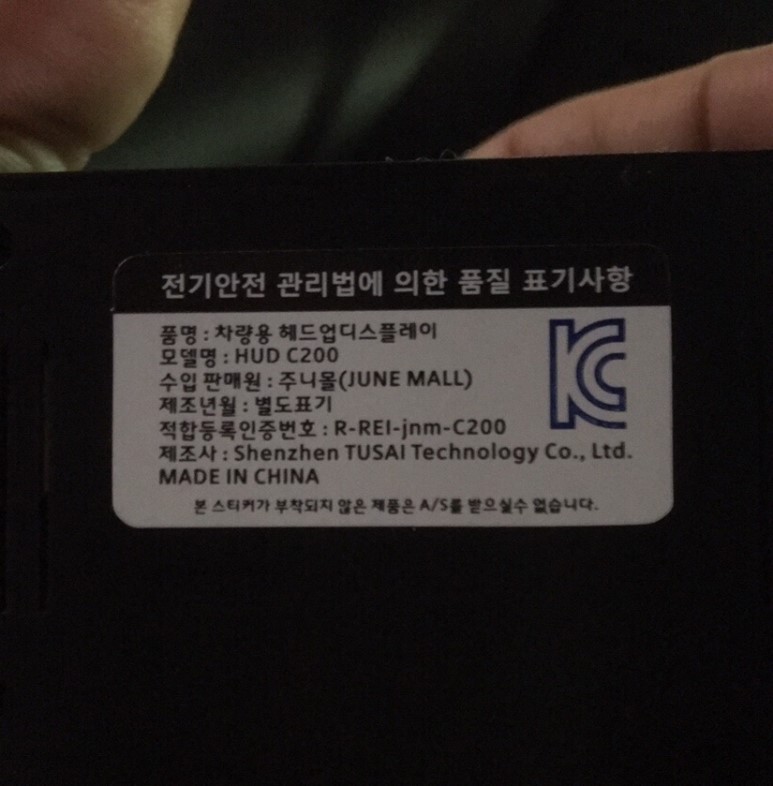 전기안전 관리법에 의한 품질 표기사항
품명 : 차량용 헤드업디스플레이
모델명 : HUD C200
수입 판매원 : 주니몰(JUNE MALL)
제조년월 : 별도표기
적합등록인증번호 : R-REI-jnm-C200
제조사 : Shenzhen TUSAI Technology Co., Ltd.
MADE IN CHINA
본 스티커가 부착되지 않은 제품은 A/S를 받으실수 없습니다.
KC